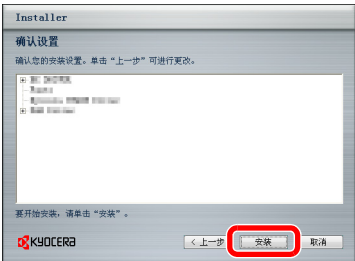 Installer
确认设置
确认您的安装设置。单击“上一步”可进行更改。
要开始安装，请单击“安装”。
KYOCERA
< 上一步
安装
取消